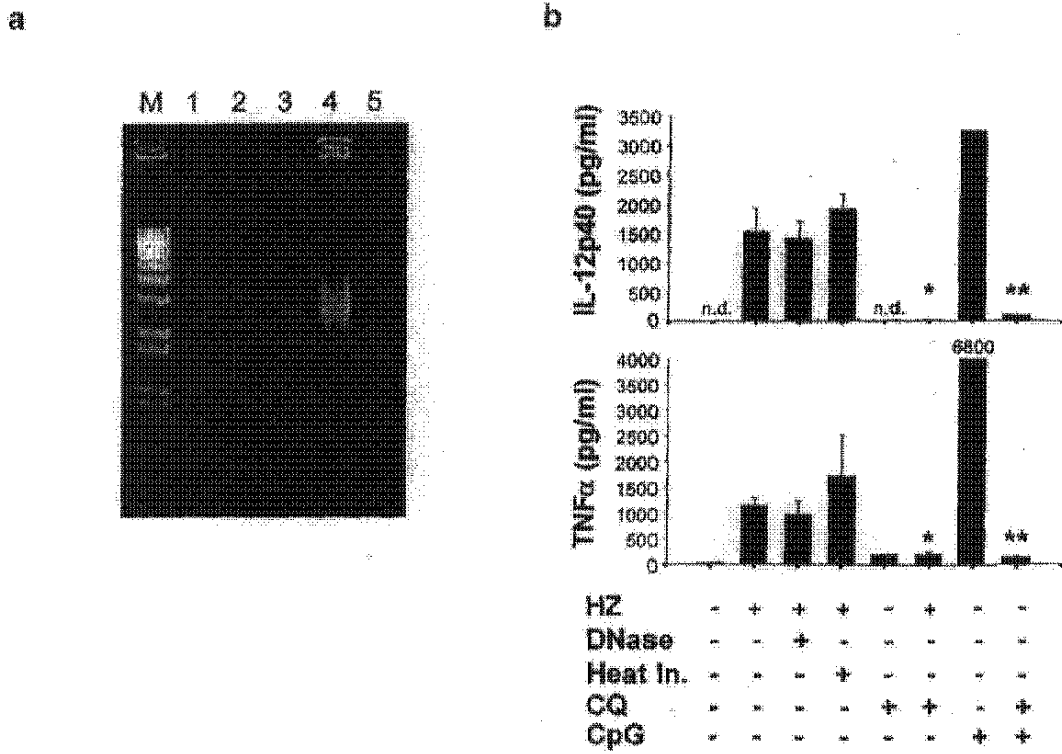 a
b
M 1 2 3 4 5
IL-12p40 (pg/ml)
3500
3000
2500
2000
1500
1000
500
0
n.d.
n.d.
*
**
TNFα (pg/ml)
4000
3500
3000
2500
2000
1500
1000
500
0
6800
*
**
HZ - + + + - + - -
DNase - - + - - - - -
Heat In. - - - + - - - -
CQ - - - - + + - +
CpG - - - - - - + +